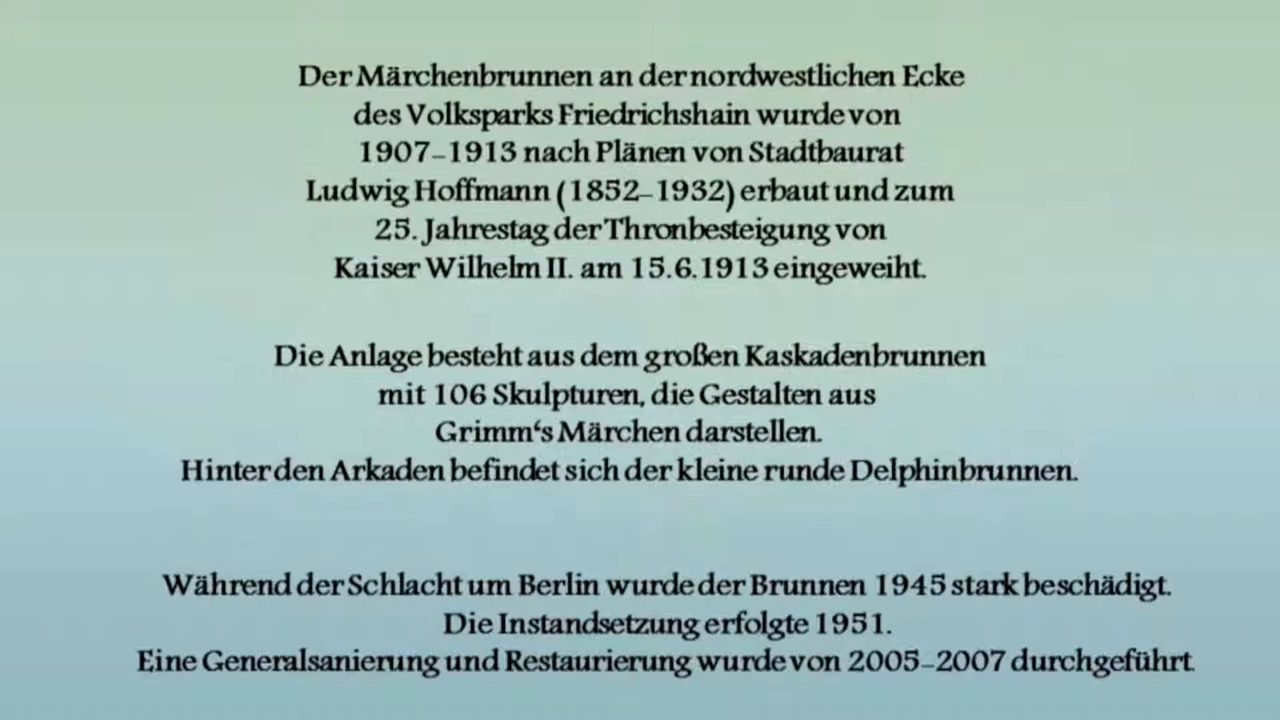 Der Märchenbrunnen an der nordwestlichen Ecke
des Volksparks Friedrichshain wurde von
1907–1913 nach Plänen von Stadtbaurat
Ludwig Hoffmann (1852–1932) erbaut und zum
25. Jahrestag der Thronbesteigung von
Kaiser Wilhelm II. am 15.6.1913 eingeweiht.
Die Anlage besteht aus dem großen Kaskadenbrunnen
mit 106 Skulpturen, die Gestalten aus
Grimm‘s Märchen darstellen.
Hinter den Arkaden befindet sich der kleine runde Delphinbrunnen.
Während der Schlacht um Berlin wurde der Brunnen 1945 stark beschädigt.
Die Instandsetzung erfolgte 1951.
Eine Generalsanierung und Restaurierung wurde von 2005–2007 durchgeführt